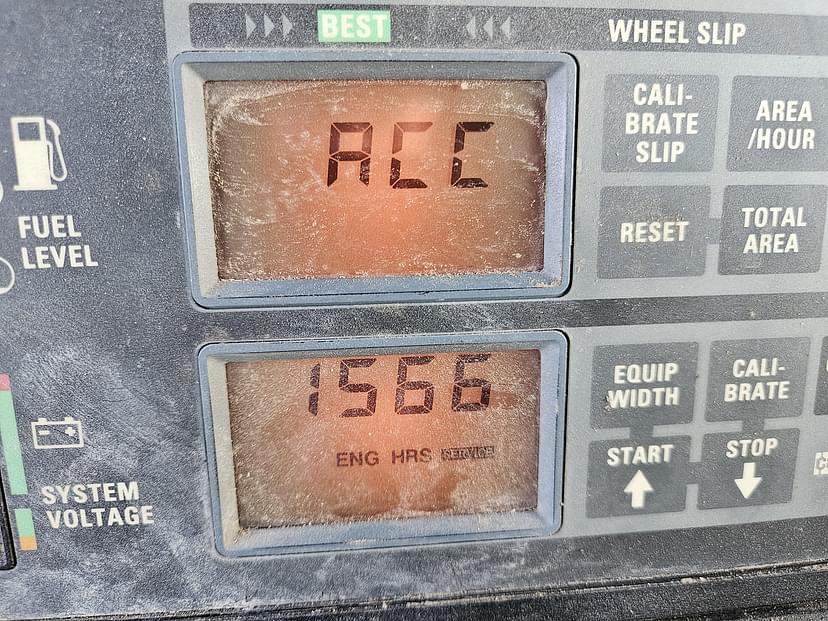 BEST
WHEEL SLIP
ACC
CALI-
BRATE
SLIP
AREA
/HOUR
FUEL
LEVEL
RESET
TOTAL
AREA
1566
ENG HRS SERVICE
EQUIP
WIDTH
CALI-
BRATE
START
STOP
SYSTEM
VOLTAGE